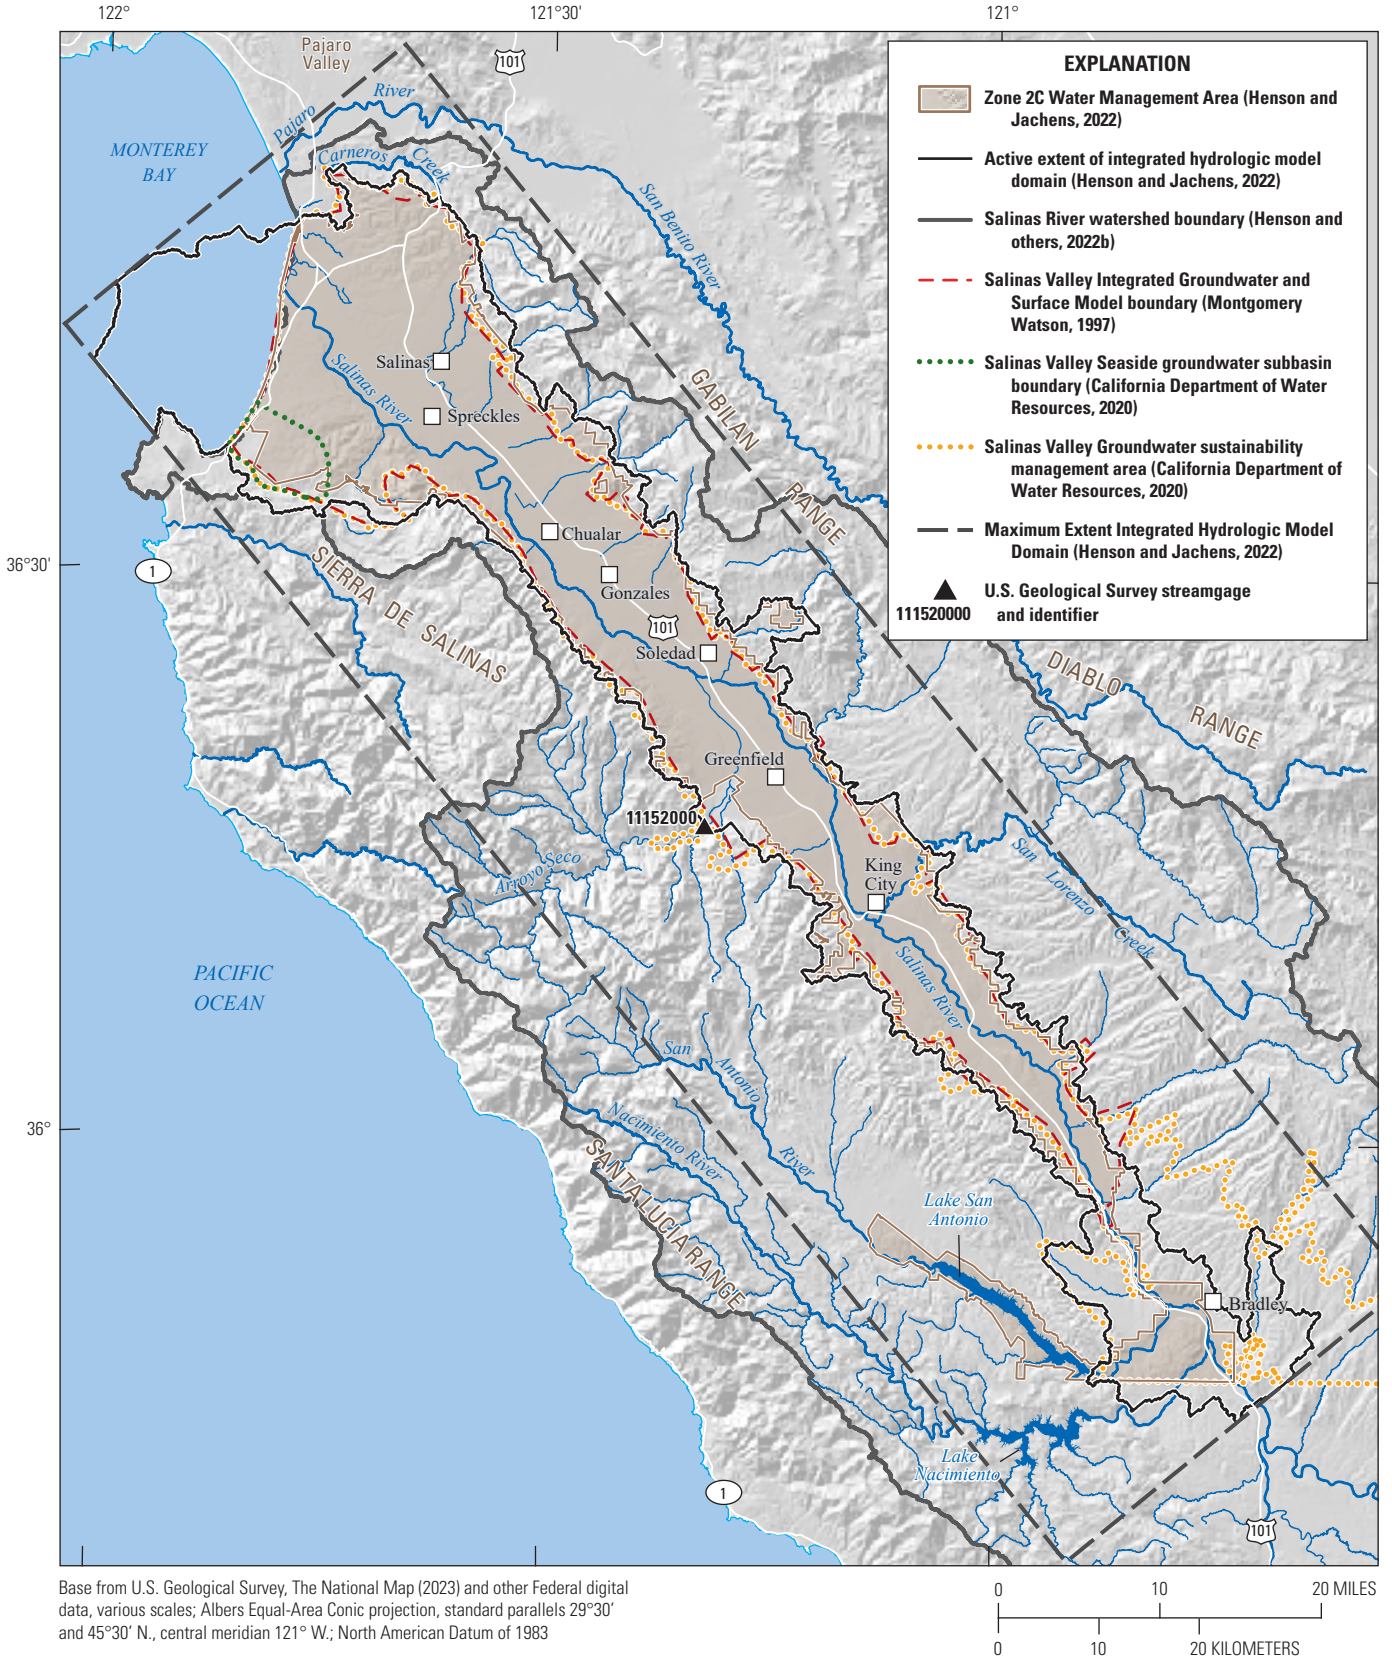 122°
121°30'
121°
Pajaro
Valley
101
River
Pajaro
Carneros
Creek
MONTEREY
BAY
San Benito River
EXPLANATION
Zone 2C Water Management Area (Henson and
Jachens, 2022)
Active extent of integrated hydrologic model
domain (Henson and Jachens, 2022)
Salinas River watershed boundary (Henson and
others, 2022b)
Salinas Valley Integrated Groundwater and
Surface Model boundary (Montgomery
Watson, 1997)
Salinas Valley Seaside groundwater subbasin
boundary (California Department of Water
Resources, 2020)
Salinas Valley Groundwater sustainability
management area (California Department of
Water Resources, 2020)
Maximum Extent Integrated Hydrologic Model
Domain (Henson and Jachens, 2022)
U.S. Geological Survey streamgage
111520000 and identifier
Salinas
Salinas River
Spreckles
GABILAN
RANGE
Chualar
36°30'
1
SIERRA DE SALINAS
Gonzales
101
Soledad
DIABLO
RANGE
Greenfield
11152000
Arroyo Seco
King
City
San Lorenzo Creek
PACIFIC
OCEAN
Salinas River
San Antonio River
36°
Nacimiento River
SANTA LUCIA RANGE
Lake San
Antonio
Bradley
Lake
Nacimiento
1
101
Base from U.S. Geological Survey, The National Map (2023) and other Federal digital
data, various scales; Albers Equal-Area Conic projection, standard parallels 29°30'
and 45°30' N., central meridian 121° W.; North American Datum of 1983
0 10 20 MILES
0 10 20 KILOMETERS